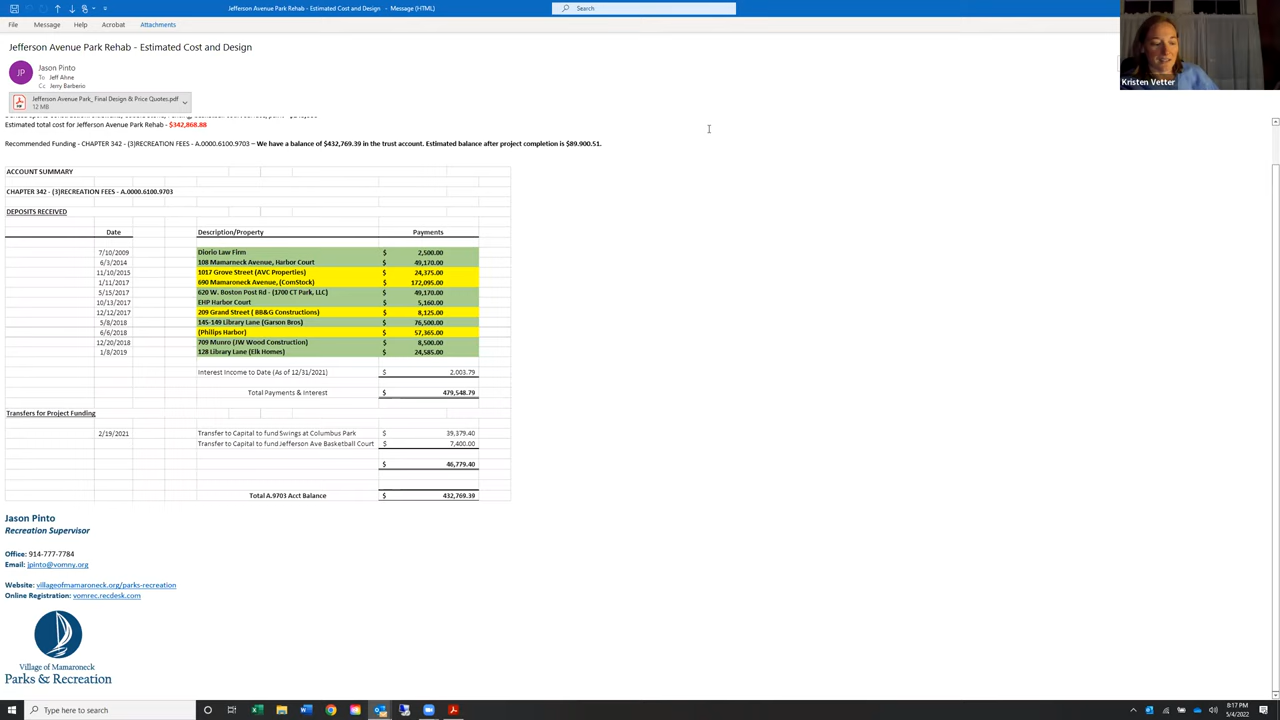 Jefferson Avenue Park Rehab - Estimated Cost and Design - Message (HTML)
Search
File Message Help Acrobat Attachments
Jefferson Avenue Park Rehab - Estimated Cost and Design
JP
Jason Pinto
To Jeff Ahne
Cc Jerry Barberio
Jefferson Avenue Park_ Final Design & Price Quotes.pdf
12 MB
Kristen Vetter
Estimated total cost for Jefferson Avenue Park Rehab - $342,868.88
Recommended Funding - CHAPTER 342 - (3)RECREATION FEES - A.0000.6100.9703 – We have a balance of $432,769.39 in the trust account. Estimated balance after project completion is $89.900.51.
ACCOUNT SUMMARY
CHAPTER 342 - (3)RECREATION FEES - A.0000.6100.9703
DEPOSITS RECEIVED
Date Description/Property Payments
7/10/2009 Diorio Law Firm $ 2,500.00
6/3/2014 108 Mamarneck Avenue, Harbor Court $ 49,170.00
11/10/2015 1017 Grove Street (AVC Properties) $ 24,375.00
1/11/2017 690 Mamaroneck Avenue, (ComStock) $ 172,095.00
5/15/2017 620 W. Boston Post Rd - (1700 CT Park, LLC) $ 49,170.00
10/13/2017 EHP Harbor Court $ 5,160.00
12/12/2017 209 Grand Street ( BB&G Constructions) $ 8,125.00
5/8/2018 145-149 Library Lane (Garson Bros) $ 76,500.00
6/6/2018 (Philips Harbor) $ 57,365.00
12/20/2018 709 Munro (JW Wood Construction) $ 8,500.00
1/8/2019 128 Library Lane (Elk Homes) $ 24,585.00
Interest Income to Date (As of 12/31/2021) $ 2,003.79
Total Payments & Interest $ 479,548.79
Transfers for Project Funding
2/19/2021 Transfer to Capital to fund Swings at Columbus Park $ 39,379.40
Transfer to Capital to fund Jefferson Ave Basketball Court $ 7,400.00
$ 46,779.40
Total A.9703 Acct Balance $ 432,769.39
Jason Pinto
Recreation Supervisor
Office: 914-777-7784
Email: jpinto@vomny.org
Website: villageofmamaroneck.org/parks-recreation
Online Registration: vomrec.recdesk.com
Village of Mamaroneck
Parks & Recreation
Type here to search
8:17 PM
5/4/2022